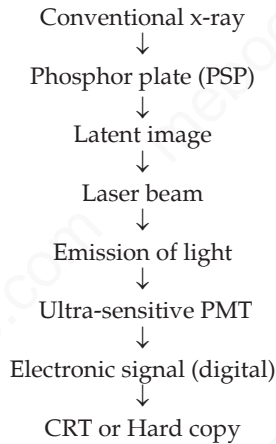 Conventional x-ray
↓
Phosphor plate (PSP)
↓
Latent image
↓
Laser beam
↓
Emission of light
↓
Ultra-sensitive PMT
↓
Electronic signal (digital)
↓
CRT or Hard copy